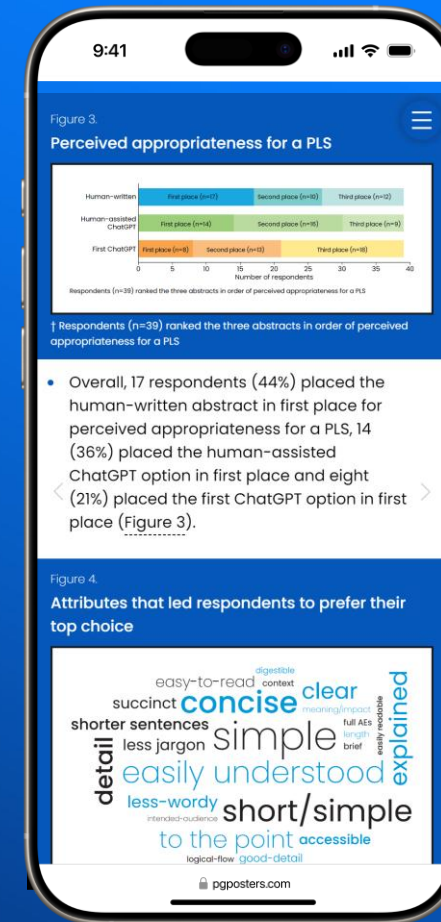 9:41
Figure 3.
Perceived appropriateness for a PLS
Human-written
First place (n=17)
Second place (n=10)
Third place (n=12)
Human-assisted
ChatGPT
First place (n=14)
Second place (n=16)
Third place (n=9)
First ChatGPT
First place (n=8)
Second place (n=13)
Third place (n=18)
0 5 10 15 20 25 30 35 40
Number of respondents
Respondents (n=39) ranked the three abstracts in order of perceived appropriateness for a PLS
† Respondents (n=39) ranked the three abstracts in order of perceived
appropriateness for a PLS
• Overall, 17 respondents (44%) placed the
human-written abstract in first place for
perceived appropriateness for a PLS, 14
(36%) placed the human-assisted
ChatGPT option in first place and eight
(21%) placed the first ChatGPT option in first
place (Figure 3).
Figure 4.
Attributes that led respondents to prefer their
top choice
digestible
easy-to-read context
succinct concise clear
meaning/impact
shorter sentences
full AEs
length
brief
easily readable
explained
detail
less jargon simple
easily understood
less-wordy short/simple
intended-audience
to the point accessible
logical-flow good-detail
pgposters.com